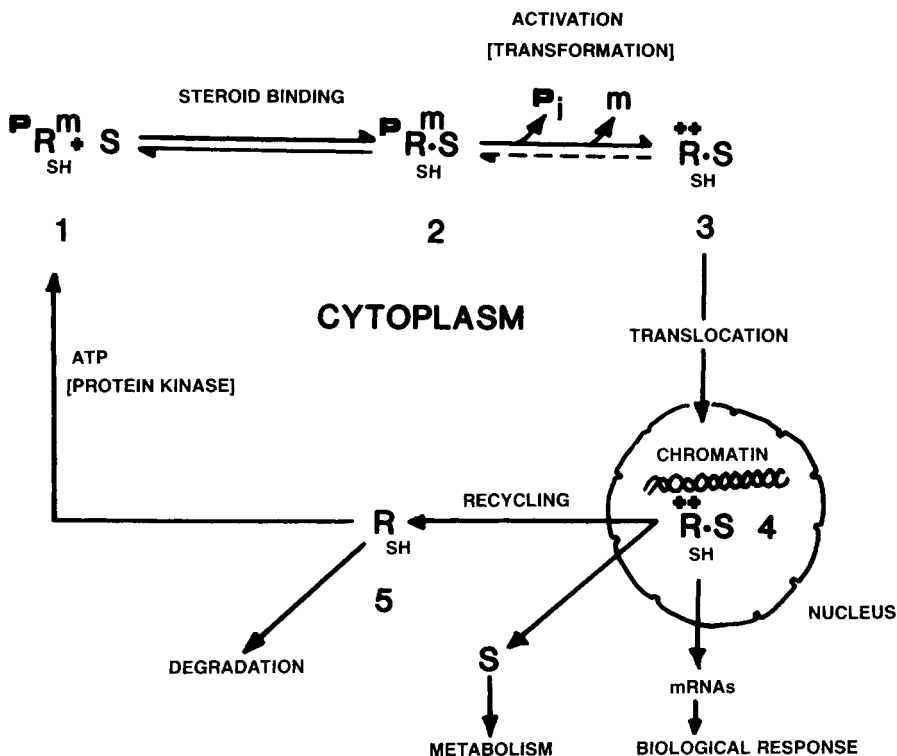 ACTIVATION
[TRANSFORMATION]
STEROID BINDING
P R m + S
SH
P R·S m
SH
Pi m
++
R·S
SH
1
2
3
CYTOPLASM
ATP
[PROTEIN KINASE]
TRANSLOCATION
CHROMATIN
++
R·S 4
SH
RECYCLING
R
SH
5
NUCLEUS
DEGRADATION
S
mRNAs
METABOLISM
BIOLOGICAL RESPONSE